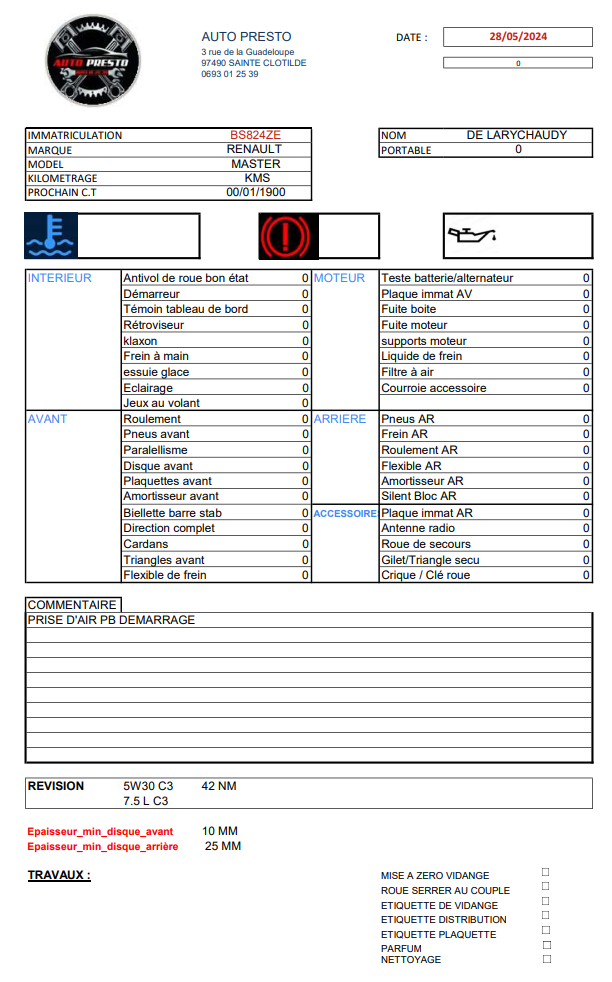 AUTO PRESTO
AUTO PRESTO
3 rue de la Guadeloupe
97490 SAINTE CLOTILDE
0693 01 25 39
DATE : 28/05/2024
0
IMMATRICULATION BS824ZE
MARQUE RENAULT
MODEL MASTER
KILOMETRAGE KMS
PROCHAIN C.T 00/01/1900
NOM DE LARYCHAUDY
PORTABLE 0
INTERIEUR Antivol de roue bon état 0 MOTEUR Teste batterie/alternateur 0
Démarreur 0 Plaque immat AV 0
Témoin tableau de bord 0 Fuite boite 0
Rétroviseur 0 Fuite moteur 0
klaxon 0 supports moteur 0
Frein à main 0 Liquide de frein 0
essuie glace 0 Filtre à air 0
Eclairage 0 Courroie accessoire 0
Jeux au volant 0
AVANT Roulement 0 ARRIERE Pneus AR 0
Pneus avant 0 Frein AR 0
Paralellisme 0 Roulement AR 0
Disque avant 0 Flexible AR 0
Plaquettes avant 0 Amortisseur AR 0
Amortisseur avant 0 Silent Bloc AR 0
Biellette barre stab 0 ACCESSOIRE Plaque immat AR 0
Direction complet 0 Antenne radio 0
Cardans 0 Roue de secours 0
Triangles avant 0 Gilet/Triangle secu 0
Flexible de frein 0 Crique / Clé roue 0
COMMENTAIRE
PRISE D'AIR PB DEMARRAGE
REVISION 5W30 C3 42 NM
7.5 L C3
Epaisseur_min_disque_avant 10 MM
Epaisseur_min_disque_arrière 25 MM
TRAVAUX :
MISE A ZERO VIDANGE
ROUE SERRER AU COUPLE
ETIQUETTE DE VIDANGE
ETIQUETTE DISTRIBUTION
ETIQUETTE PLAQUETTE
PARFUM
NETTOYAGE